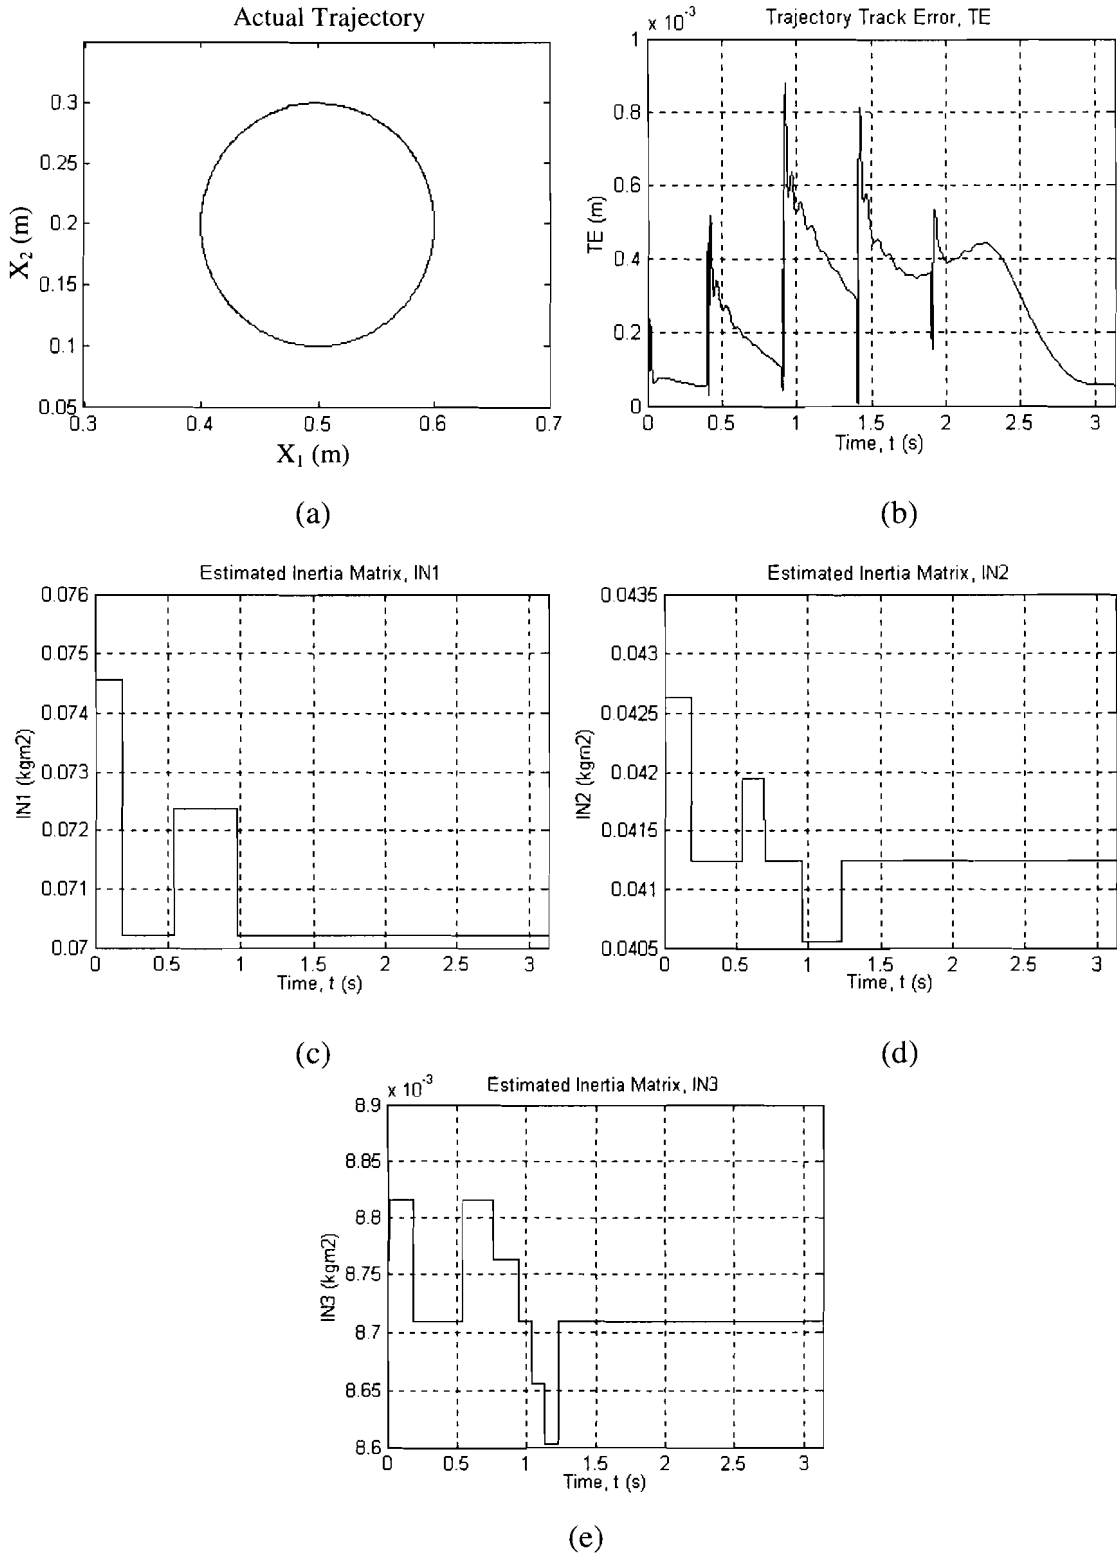 Actual Trajectory
0.3
0.25
0.2
0.15
0.1
0.05
X2 (m)
0.3 0.4 0.5 0.6 0.7
X1 (m)
(a)
x 10-3
Trajectory Track Error, TE
1
0.8
0.6
0.4
0.2
0
TE (m)
0 0.5 1 1.5 2 2.5 3
Time, t (s)
(b)
Estimated Inertia Matrix, IN1
0.076
0.075
0.074
0.073
0.072
0.071
0.07
IN1 (kgm2)
0 0.5 1 1.5 2 2.5 3
Time, t (s)
(c)
Estimated Inertia Matrix, IN2
0.0435
0.043
0.0425
0.042
0.0415
0.041
0.0405
IN2 (kgm2)
0 0.5 1 1.5 2 2.5 3
Time, t (s)
(d)
x 10-3
Estimated Inertia Matrix, IN3
8.9
8.85
8.8
8.75
8.7
8.65
8.6
IN3 (kgm2)
0 0.5 1 1.5 2 2.5 3
Time, t (s)
(e)